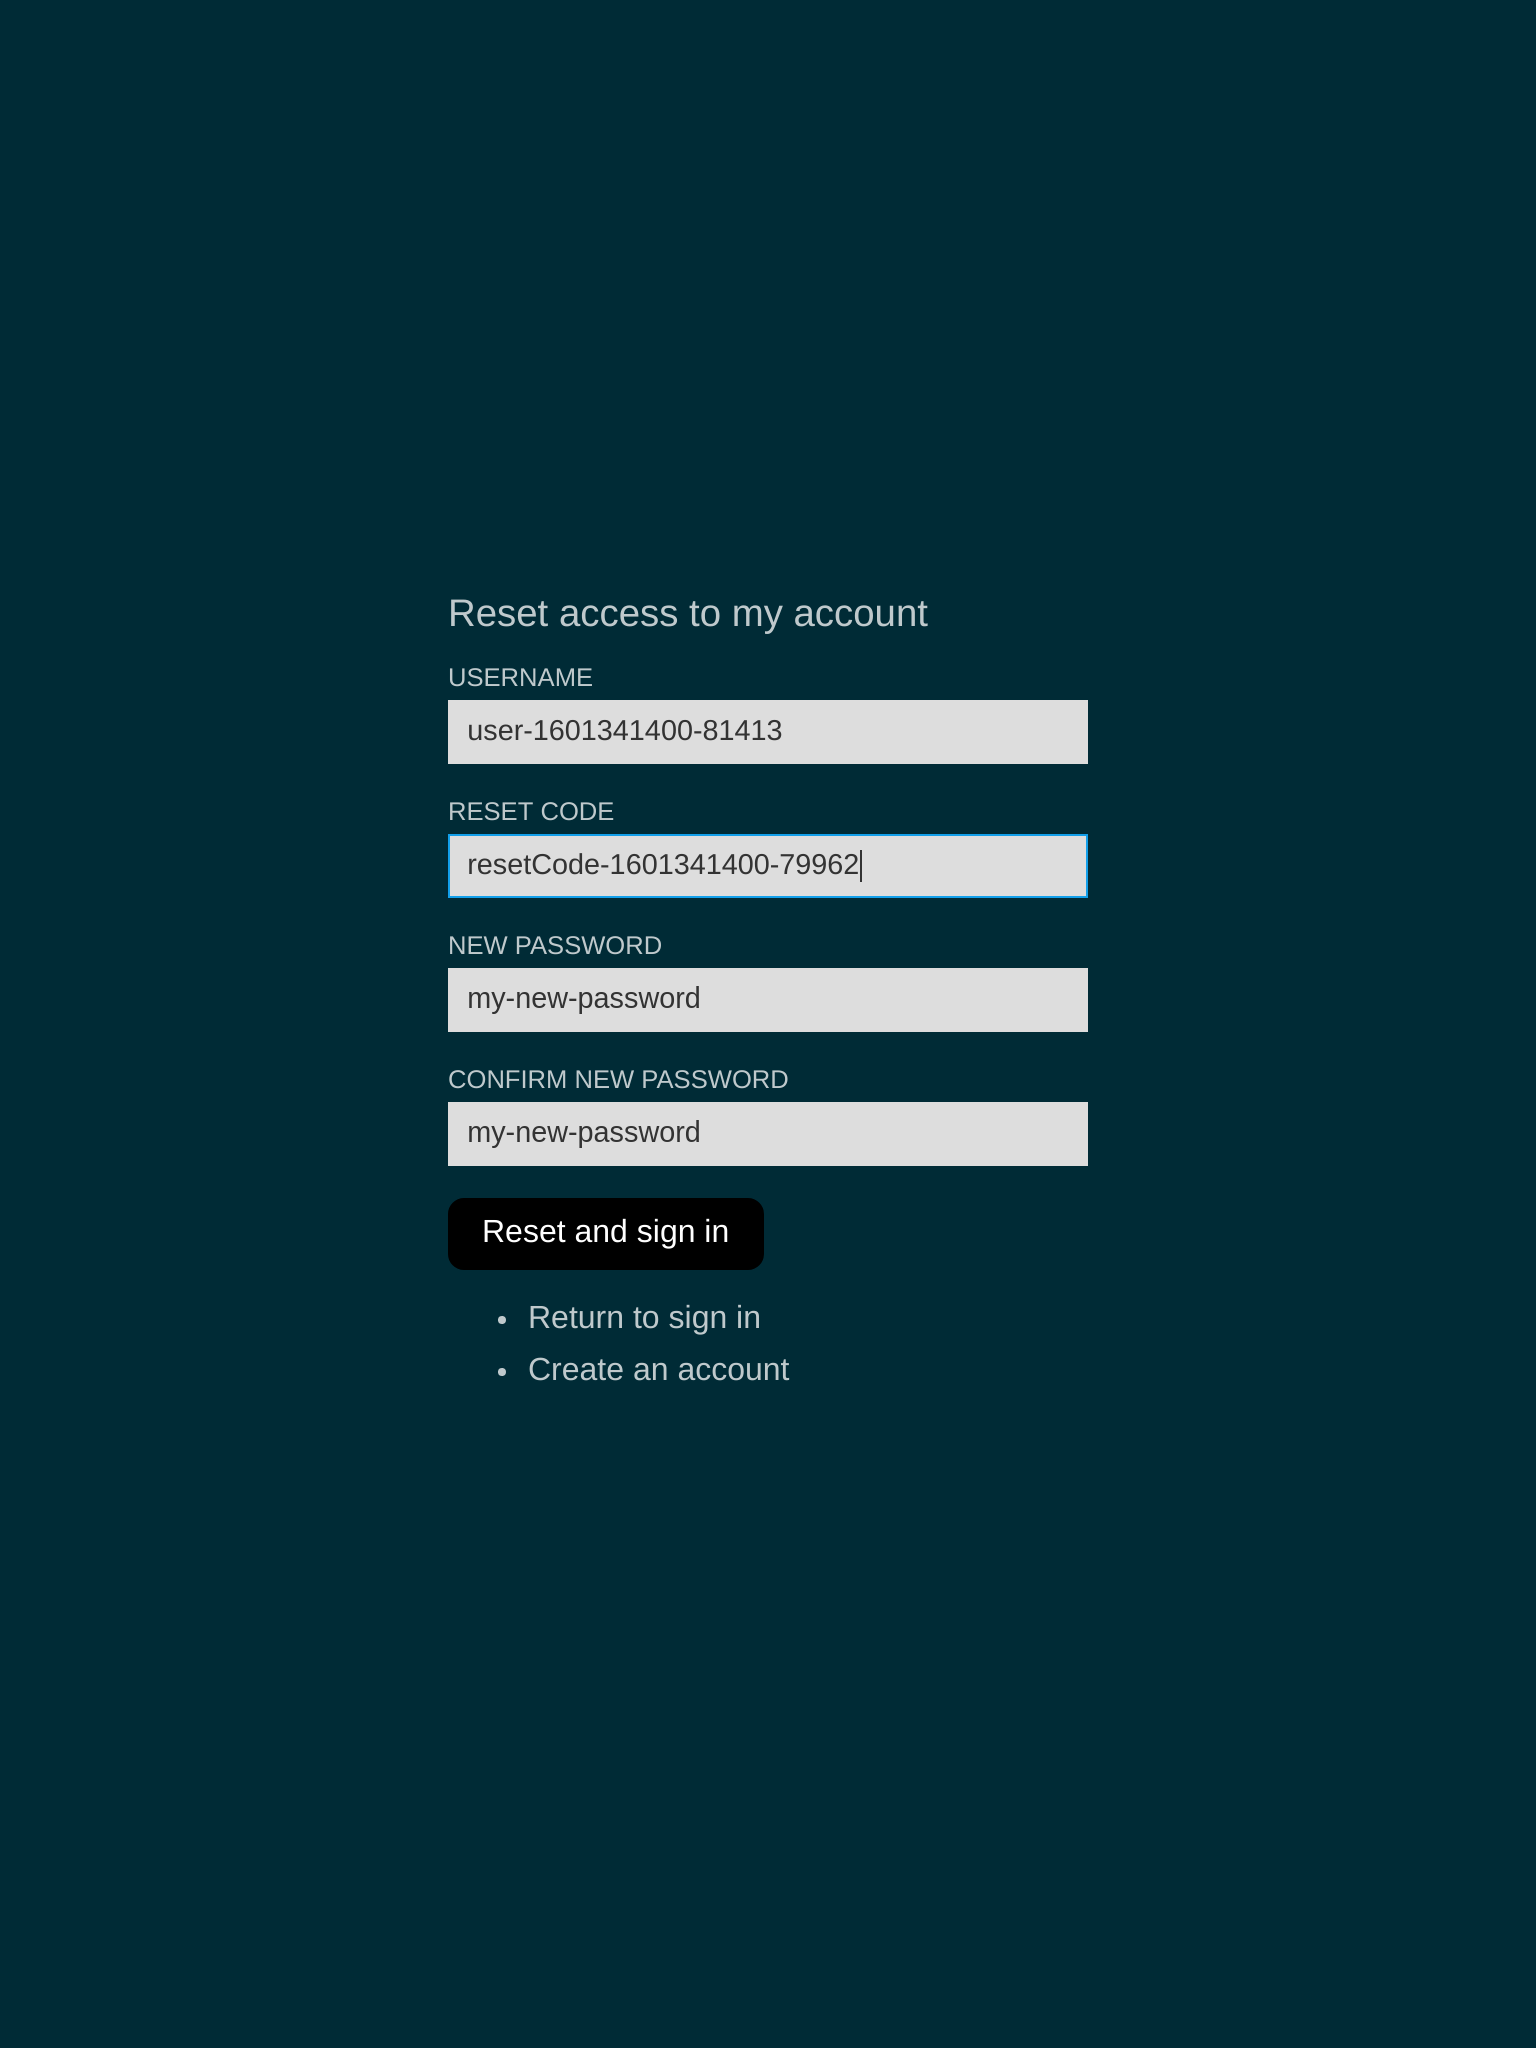 Reset access to my account
USERNAME
user-1601341400-81413
RESET CODE
resetCode-1601341400-79962
NEW PASSWORD
my-new-password
CONFIRM NEW PASSWORD
my-new-password
Reset and sign in
Return to sign in
Create an account